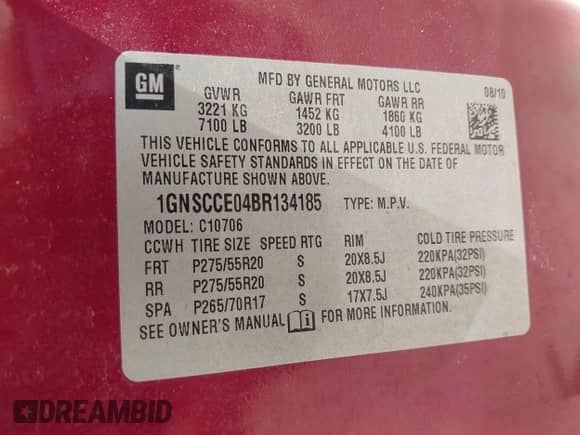 GM
MFD BY GENERAL MOTORS LLC
08/10
GVWR GAWR FRT GAWR RR
3221 KG 1452 KG 1860 KG
7100 LB 3200 LB 4100 LB
THIS VEHICLE CONFORMS TO ALL APPLICABLE U.S. FEDERAL MOTOR
VEHICLE SAFETY STANDARDS IN EFFECT ON THE DATE OF
MANUFACTURE SHOWN ABOVE.
1GNSCCE04BR134185 TYPE: M.P.V.
MODEL: C10706
CCWH TIRE SIZE SPEED RTG RIM COLD TIRE PRESSURE
FRT P275/55R20 S 20X8.5J 220KPA(32PSI)
RR P275/55R20 S 20X8.5J 220KPA(32PSI)
SPA P265/70R17 S 17X7.5J 240KPA(35PSI)
SEE OWNER'S MANUAL FOR MORE INFORMATION.
DREAMBID